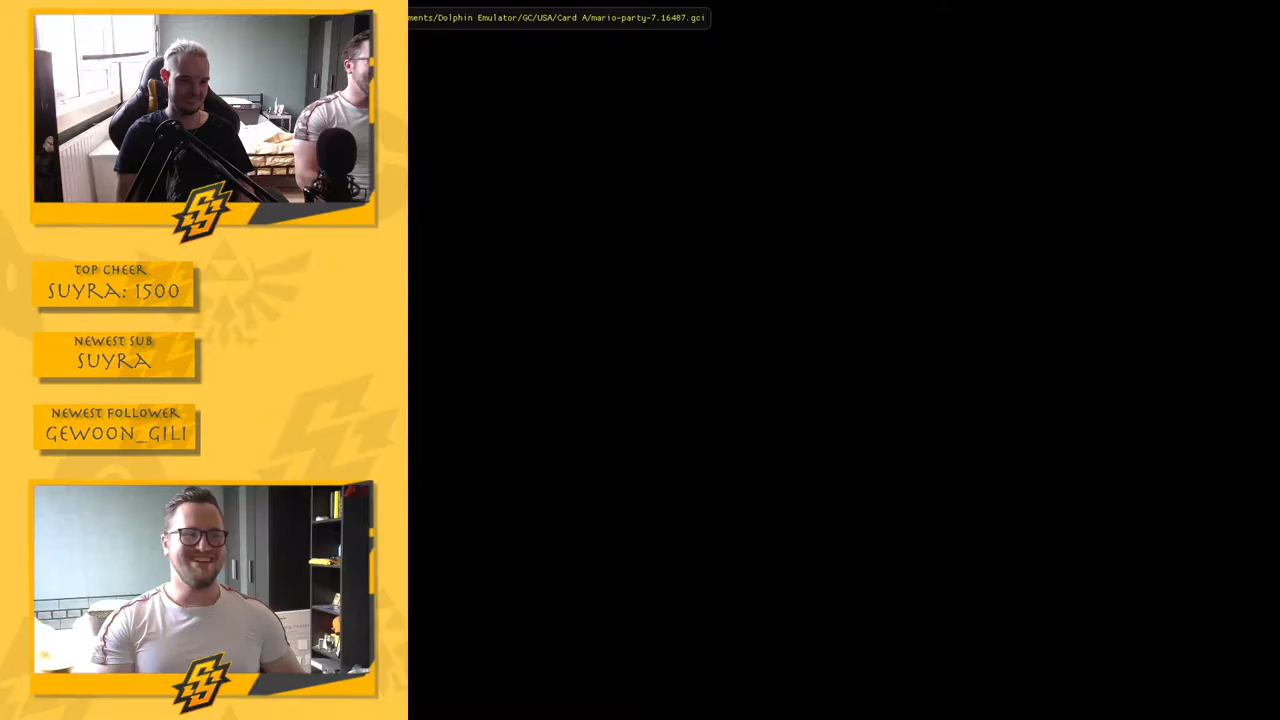 ments/Dolphin Emulator/GC/USA/Card A/mario-party-7.16487.gci
TOP CHEER
SUYRA: 1500
NEWEST SUB
SUYRA
NEWEST FOLLOWER
GEWOON_GILI